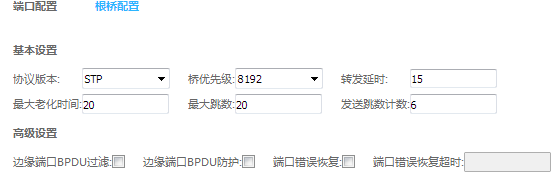 端口配置 根桥配置
基本设置
协议版本: STP 桥优先级: 8192 转发延时: 15
最大老化时间: 20 最大跳数: 20 发送跳数计数: 6
高级设置
边缘端口BPDU过滤: 边缘端口BPDU防护: 端口错误恢复: 端口错误恢复超时: